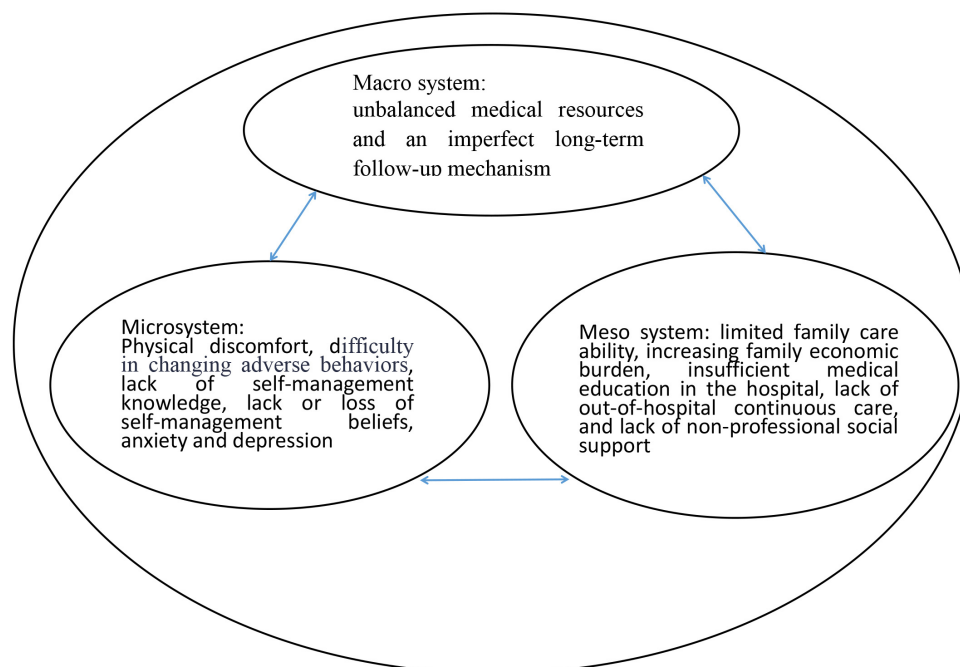 Macro system:
unbalanced medical resources
and an imperfect long-term
follow-up mechanism
Microsystem:
Physical discomfort, difficulty
in changing adverse behaviors,
lack of self-management
knowledge, lack or loss of
self-management beliefs,
anxiety and depression
Meso system: limited family care
ability, increasing family economic
burden, insufficient medical
education in the hospital, lack of
out-of-hospital continuous care,
and lack of non-professional social
support